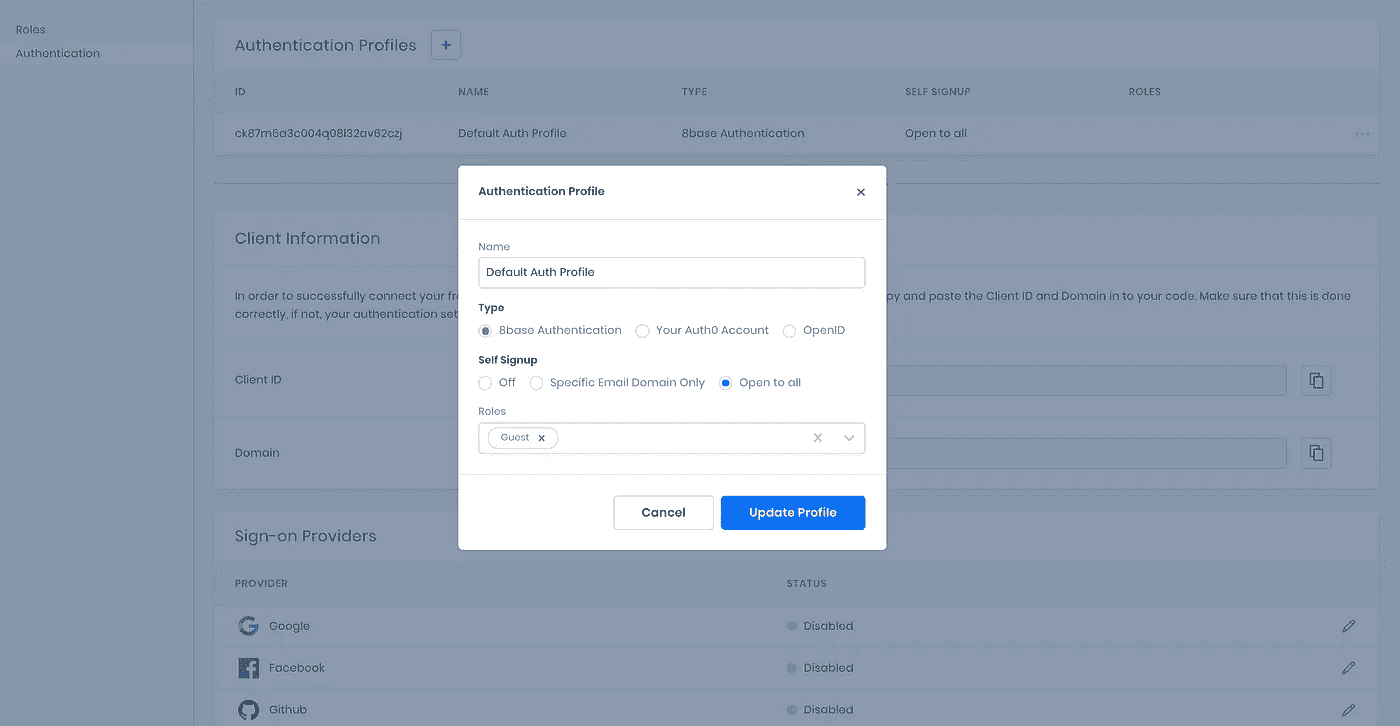 Roles
Authentication
Authentication Profiles +
ID NAME TYPE SELF SIGNUP ROLES
ck87m6a3c004q08l32av62czj Default Auth Profile 8base Authentication Open to all
Authentication Profile
Name
Default Auth Profile
Type
8base Authentication Your Auth0 Account OpenID
Self Signup
Off Specific Email Domain Only Open to all
Roles
Guest
Cancel Update Profile
Client Information
In order to successfully connect your py and paste the Client ID and Domain in to your code. Make sure that this is done
correctly, if not, your authentication
Client ID
Domain
Sign-on Providers
PROVIDER STATUS
Google Disabled
Facebook Disabled
Github Disabled